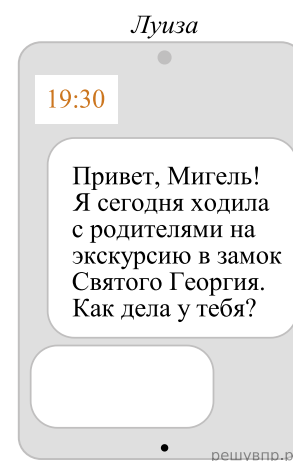 Луиза
19:30
Привет, Мигель!
Я сегодня ходила
с родителями на
экскурсию в замок
Святого Георгия.
Как дела у тебя?
решувпр.р